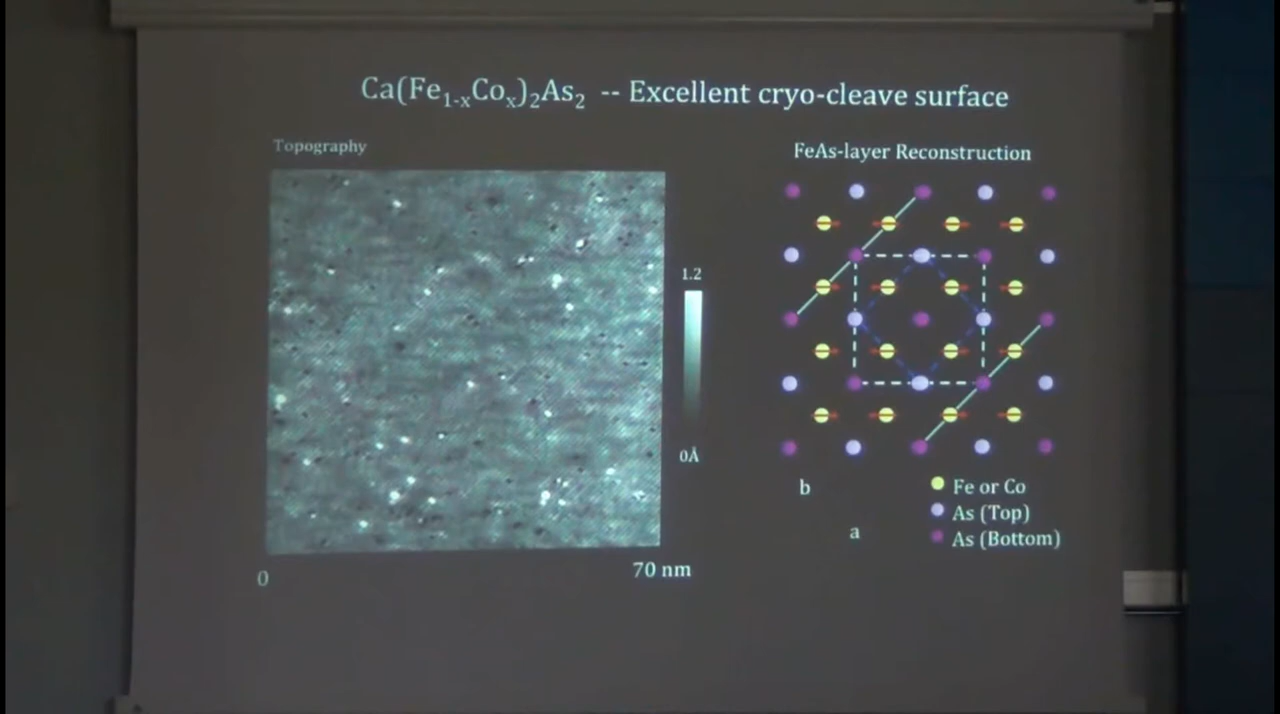 Ca(Fe₁₋ₓCoₓ)₂As₂ -- Excellent cryo-cleave surface
Topography
FeAs-layer Reconstruction
1.2
0Å
0
70 nm
b
a
Fe or Co
As (Top)
As (Bottom)